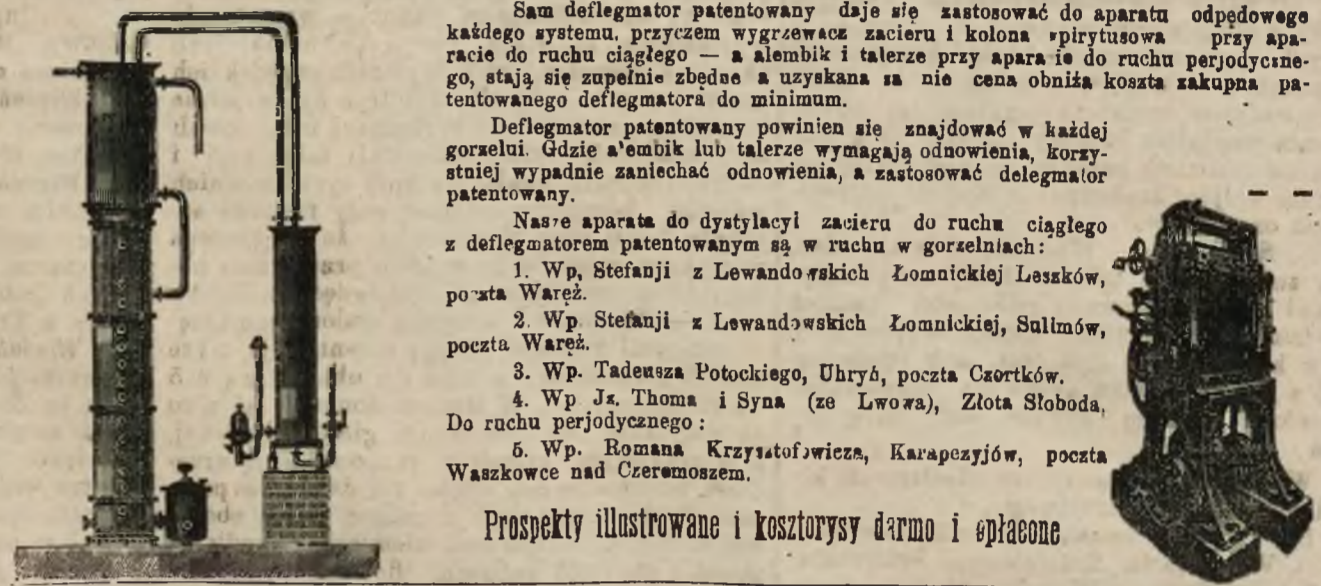 Sam deflegmator patentowany daje się zastosować do aparatu odpędowego
każdego systemu, przyczem wygrzewacz zacieru i kolona spirytusowa przy apa-
racie do ruchu ciągłego — a alembik i talerze przy apara ie do ruchu perjodyczne-
go, stają się zupełnie zbędne a uzyskana za nie cena obniża koszta zakupna pa-
tentowanego deflegmatora do minimum.
Deflegmator patentowany powinien się znajdować w każdej
gorzelni. Gdzie a'embik lub talerze wymagają odnowienia, korzy-
stniej wypadnie zaniechać odnowienia, a zastosować delegmator
patentowany.
Nasze aparata do dystylacyi zacieru do ruchu ciągłego
z deflegmatorem patentowanym są w ruchu w gorzelniach:
1. Wp, Stefanji z Lewandowskich Łomnickiej Leszków,
poczta Waręż.
2. Wp. Stefanji z Lewandowskich Łomnickiej, Sulimów,
poczta Waręż.
3. Wp. Tadeusza Potockiego, Uhryń, poczta Czortków.
4. Wp Jz. Thoma i Syna (ze Lwowa), Złota Słoboda,
Do ruchu perjodycznego:
5. Wp. Romana Krzysztofowicza, Karapczyjów, poczta
Waszkowce nad Czeremoszem.
Prospekty illustrowane i kosztorysy darmo i opłacone